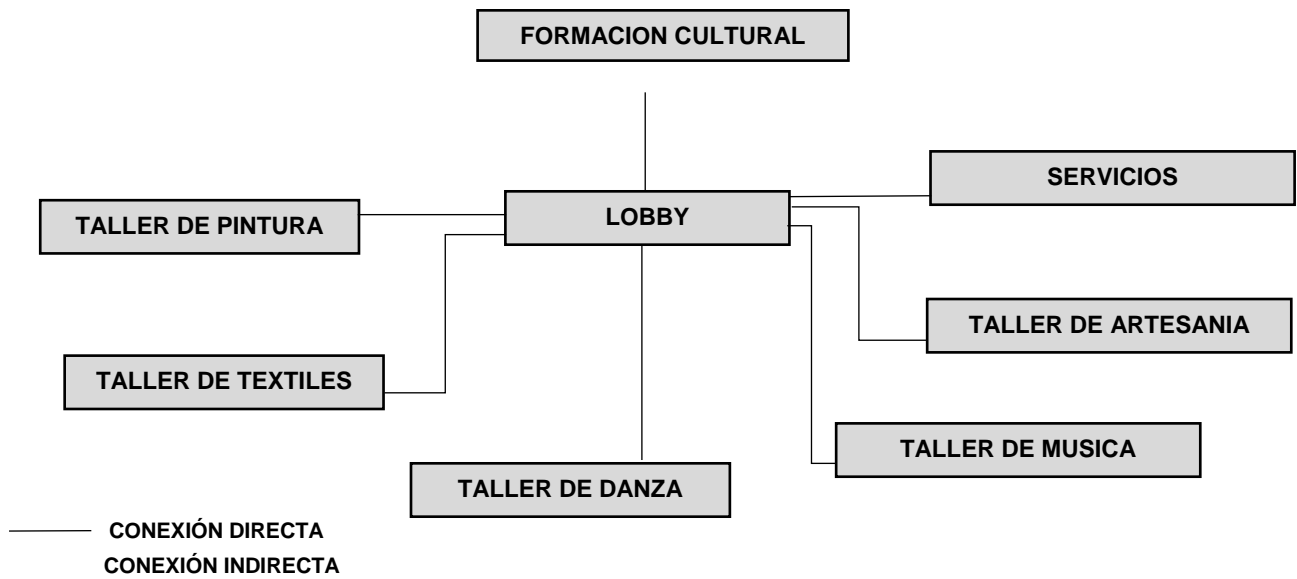 FORMACION CULTURAL
SERVICIOS
LOBBY
TALLER DE PINTURA
TALLER DE ARTESANIA
TALLER DE TEXTILES
TALLER DE MUSICA
TALLER DE DANZA
CONEXIÓN DIRECTA
CONEXIÓN INDIRECTA